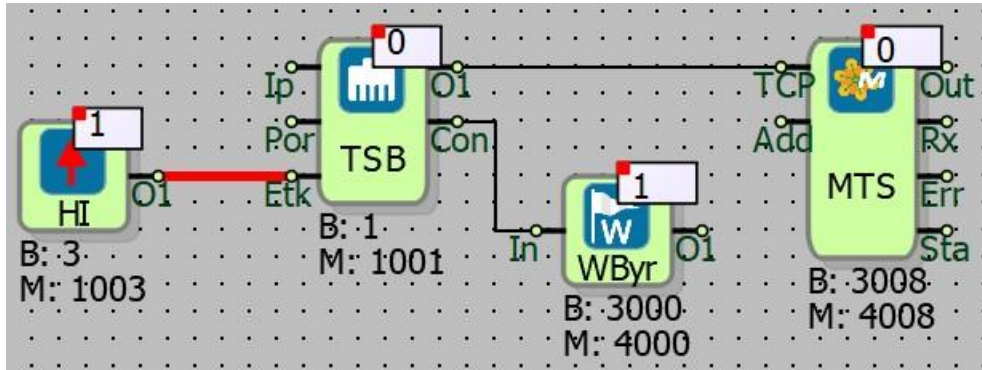 1
O1
HI
B: 3
M: 1003
0
Ip
Por
Etk
O1
Con
TSB
B: 1
M: 1001
1
In
W
O1
WByr
B: 3000
M: 4000
0
TCP
Add
M
Out
Rx
Err
Sta
MTS
B: 3008
M: 4008